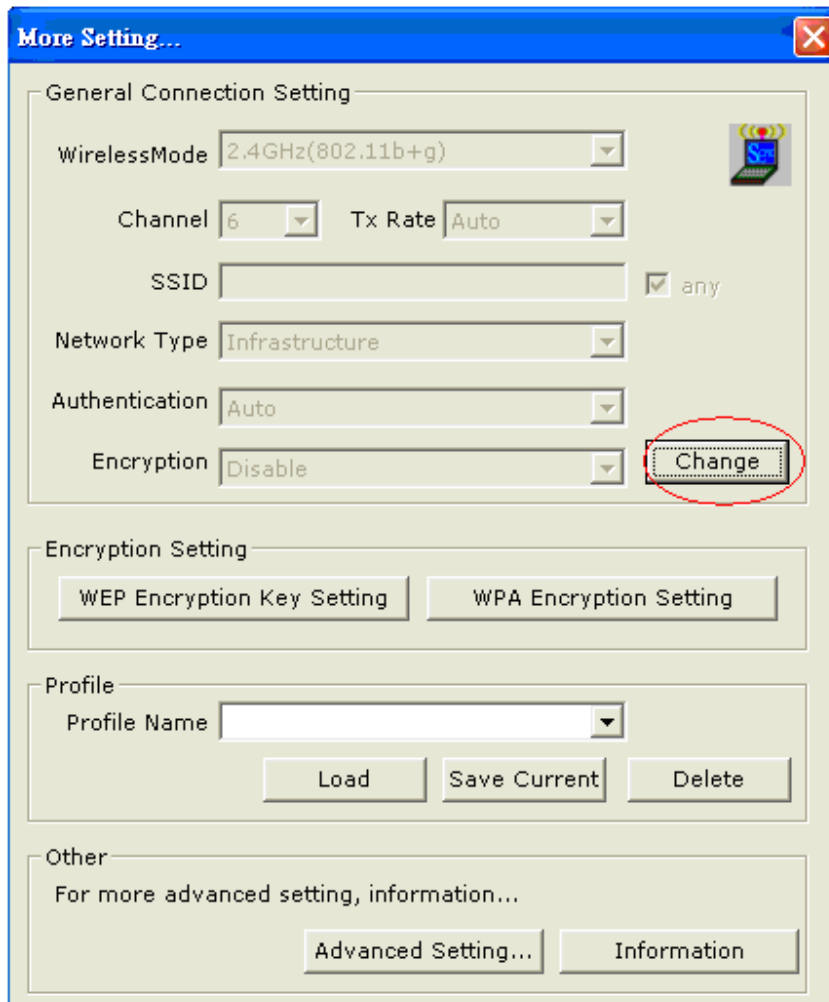 More Setting...
General Connection Setting
WirelessMode 2.4GHz(802.11b+g)
Channel 6 Tx Rate Auto
SSID any
Network Type Infrastructure
Authentication Auto
Encryption Disable Change
Encryption Setting
WEP Encryption Key Setting WPA Encryption Setting
Profile
Profile Name
Load Save Current Delete
Other
For more advanced setting, information...
Advanced Setting... Information